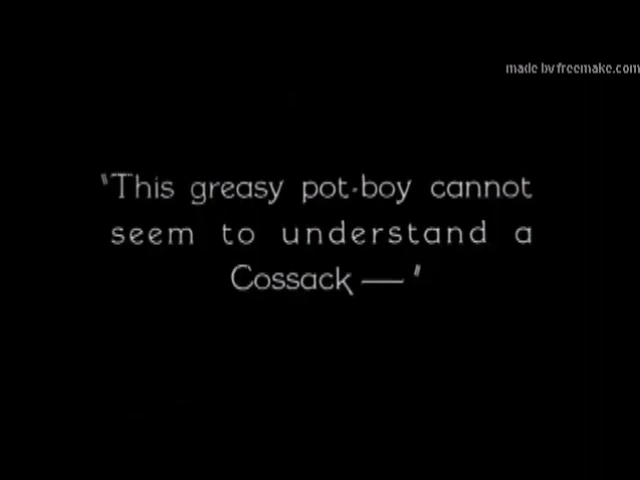 made by freemake.com
"This greasy pot-boy cannot
seem to understand a
Cossack — "